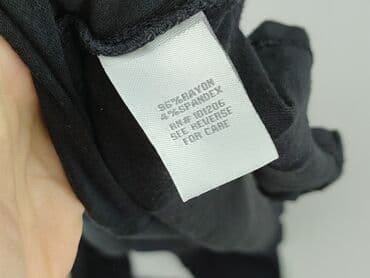 96%RAYON
4%SPANDEX
RN# 101206
SEE REVERSE
FOR CARE